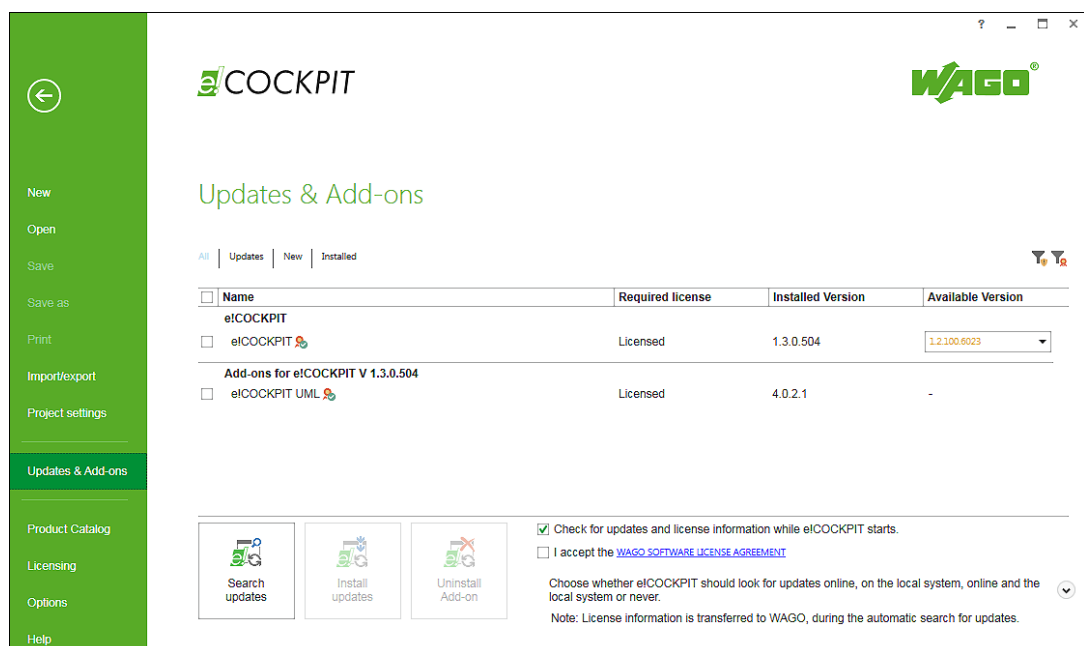 ?
e!COCKPIT
WAGO®
New
Open
Save
Save as
Print
Import/export
Project settings
Updates & Add-ons
Product Catalog
Licensing
Options
Help
Updates & Add-ons
All | Updates | New | Installed
Name Required license Installed Version Available Version
e!COCKPIT
e!COCKPIT Licensed 1.3.0.504 1.2.100.6023
Add-ons for e!COCKPIT V 1.3.0.504
e!COCKPIT UML Licensed 4.0.2.1 -
Search
updates
Install
updates
Uninstall
Add-on
Check for updates and license information while e!COCKPIT starts.
I accept the WAGO SOFTWARE LICENSE AGREEMENT
Choose whether e!COCKPIT should look for updates online, on the local system, online and the
local system or never.
Note: License information is transferred to WAGO, during the automatic search for updates.